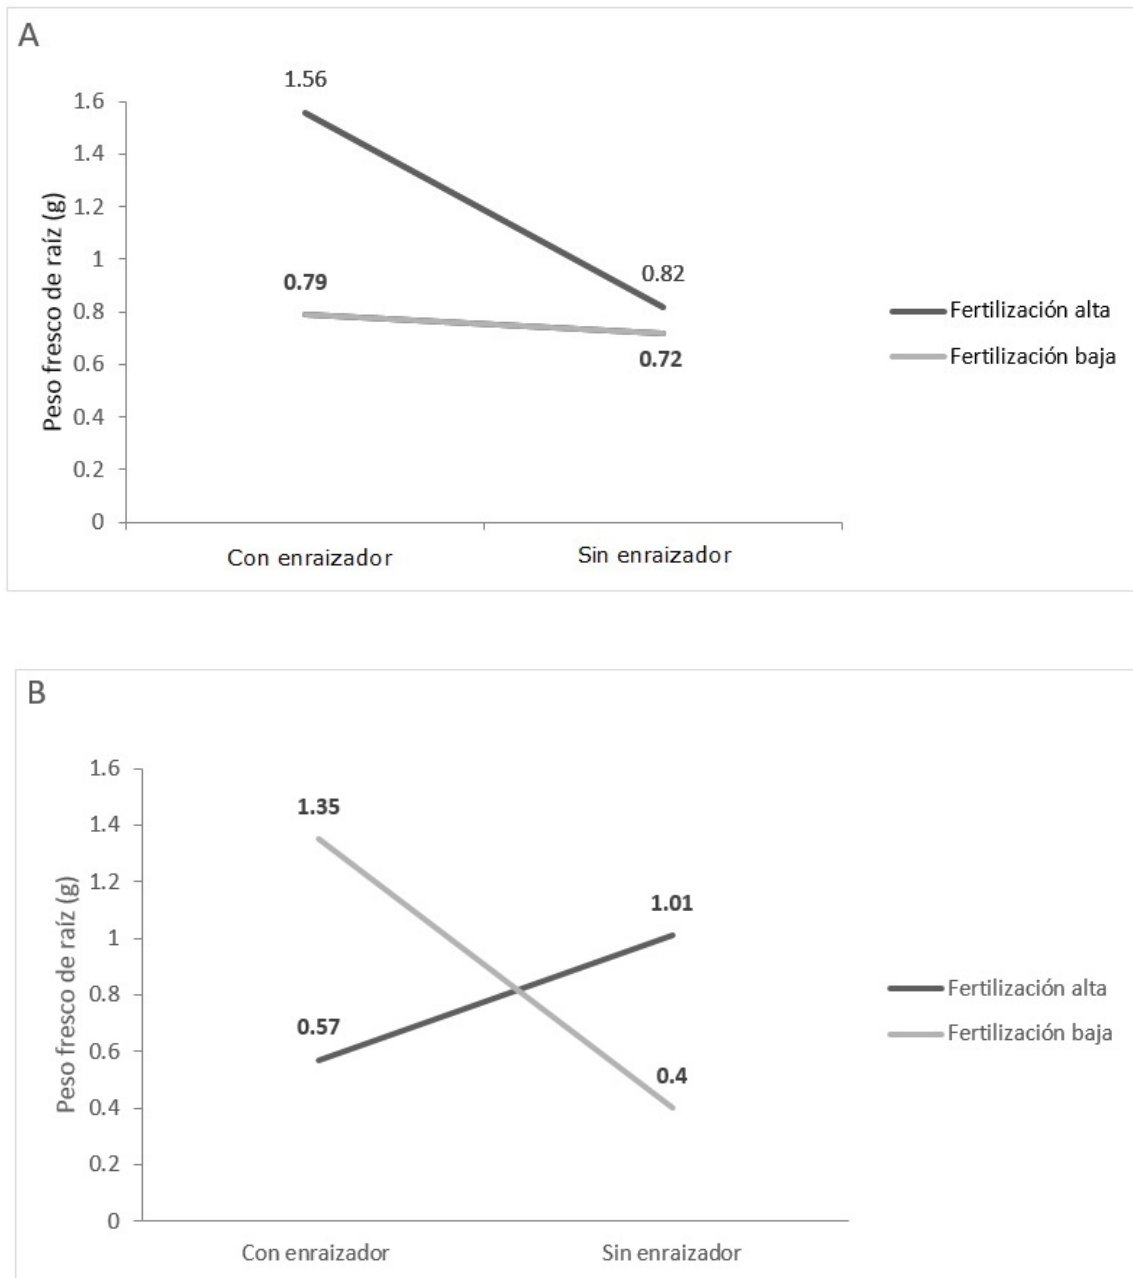 A
1.56
1.6
1.4
1.2
1
0.8
0.6
0.4
0.2
0
Peso fresco de raíz (g)
0.79
0.82
0.72
Fertilización alta
Fertilización baja
Con enraizador
Sin enraizador
B
1.6
1.4
1.2
1
0.8
0.6
0.4
0.2
0
Peso fresco de raíz (g)
1.35
1.01
0.57
0.4
Fertilización alta
Fertilización baja
Con enraizador
Sin enraizador